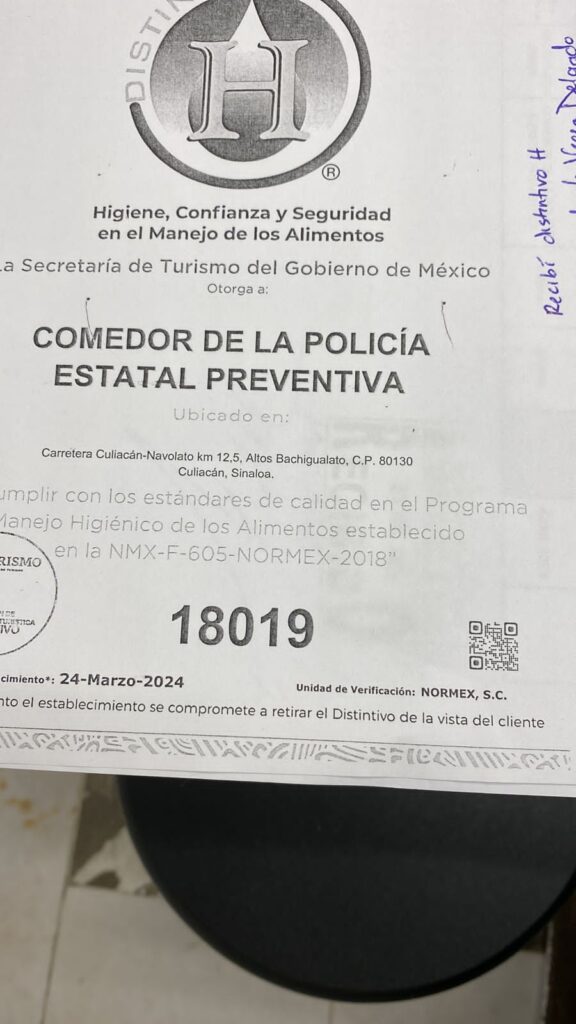 DISTIN
H
®
Higiene, Confianza y Seguridad
en el Manejo de los Alimentos
La Secretaría de Turismo del Gobierno de México
Otorga a:
COMEDOR DE LA POLICÍA
ESTATAL PREVENTIVA
Ubicado en:
Carretera Culiacán-Navolato km 12,5, Altos Bachigualato, C.P. 80130
Culiacán, Sinaloa.
umplir con los estándares de calidad en el Programa
Manejo Higiénico de los Alimentos establecido
en la NMX-F-605-NORMEX-2018"
RISMO
18019
cimiento*: 24-Marzo-2024
Unidad de Verificación: NORMEX, S.C.
nto el establecimiento se compromete a retirar el Distintivo de la vista del cliente
Recibí distintivo H
Delgado